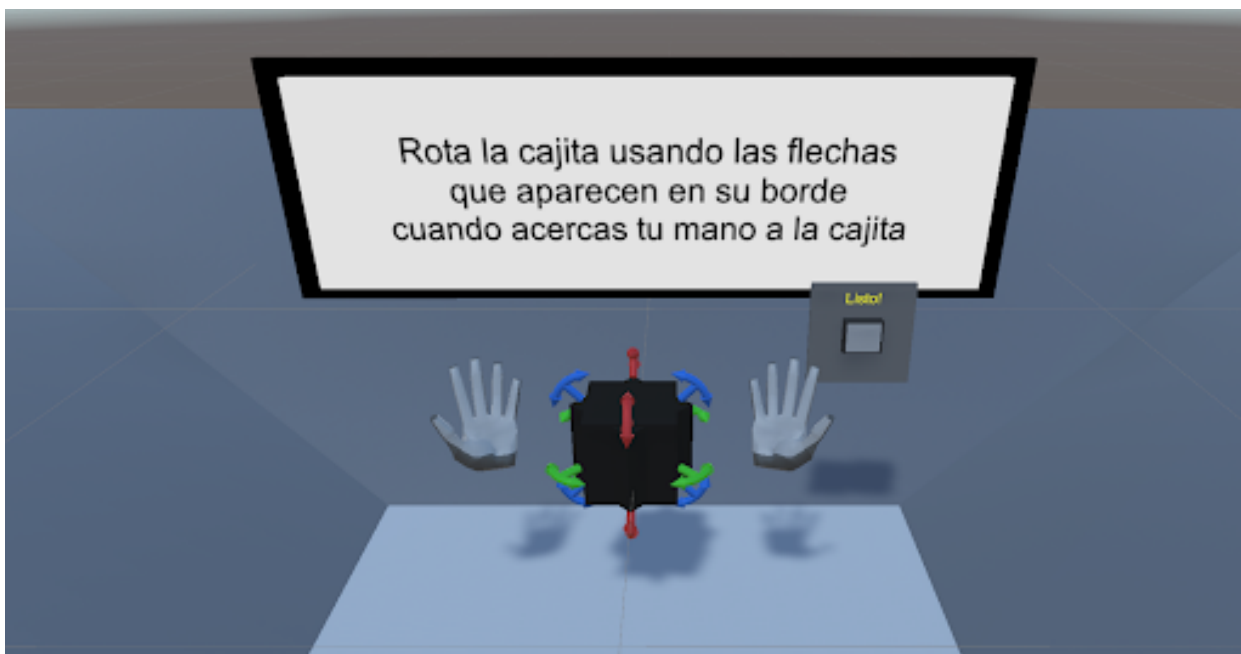 Rota la cajita usando las flechas
que aparecen en su borde
cuando acercas tu mano a la cajita
Listo!